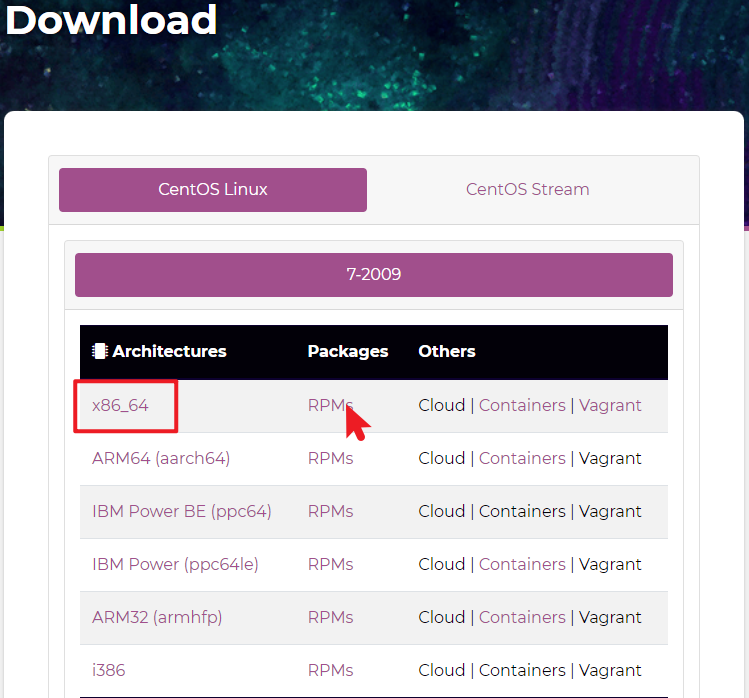 Download
CentOS Linux CentOS Stream
7-2009
Architectures Packages Others
x86_64 RPMs Cloud | Containers | Vagrant
ARM64 (aarch64) RPMs Cloud | Containers | Vagrant
IBM Power BE (ppc64) RPMs Cloud | Containers | Vagrant
IBM Power (ppc64le) RPMs Cloud | Containers | Vagrant
ARM32 (armhfp) RPMs Cloud | Containers | Vagrant
i386 RPMs Cloud | Containers | Vagrant